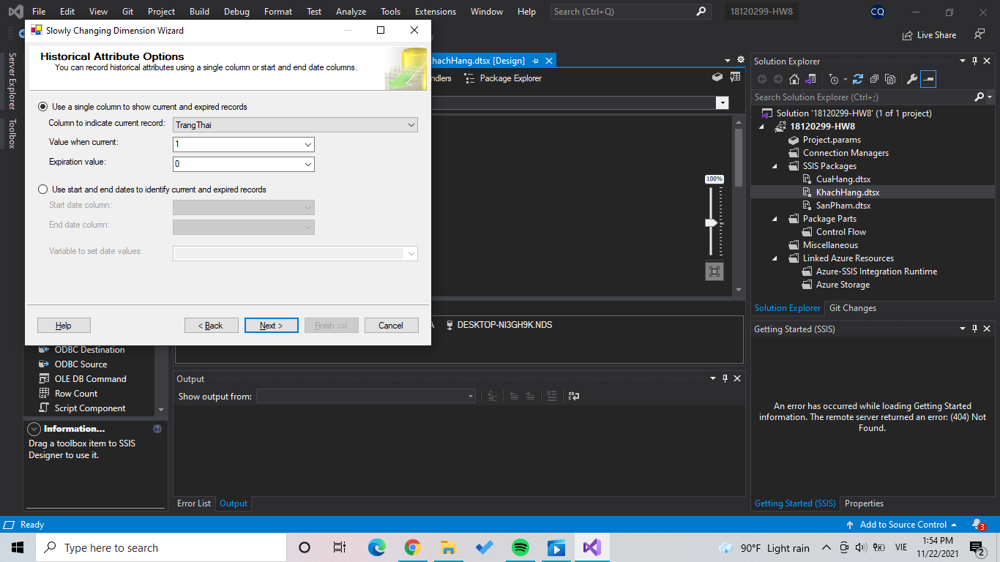 File Edit View Git Project Build Debug Format Test Analyze Tools Extensions Window Help Search (Ctrl+Q) 18120299-HW8 CQ
Live Share
Server Explorer
Toolbox
Slowly Changing Dimension Wizard
Historical Attribute Options
You can record historical attributes using a single column or start and end date columns.
Use a single column to show current and expired records
Column to indicate current record: TrangThai
Value when current: 1
Expiration value: 0
Use start and end dates to identify current and expired records
Start date column:
End date column:
Variable to set date values:
Help < Back Next > Finish >>| Cancel
hachHang.dtsx [Design]
ndlers Package Explorer
100%
DESKTOP-NI3GH9K.NDS
ODBC Destination
ODBC Source
OLE DB Command
Row Count
Script Component
Information...
Drag a toolbox item to SSIS
Designer to use it.
Output
Show output from:
Error List Output
Solution Explorer
Search Solution Explorer (Ctrl+;)
Solution '18120299-HW8' (1 of 1 project)
18120299-HW8
Project.params
Connection Managers
SSIS Packages
CuaHang.dtsx
KhachHang.dtsx
SanPham.dtsx
Package Parts
Control Flow
Miscellaneous
Linked Azure Resources
Azure-SSIS Integration Runtime
Azure Storage
Solution Explorer Git Changes
Getting Started (SSIS)
An error has occurred while loading Getting Started
information. The remote server returned an error: (404) Not
Found.
Getting Started (SSIS) Properties
Ready Add to Source Control 3
Type here to search 90°F Light rain VIE 1:54 PM
11/22/2021 2